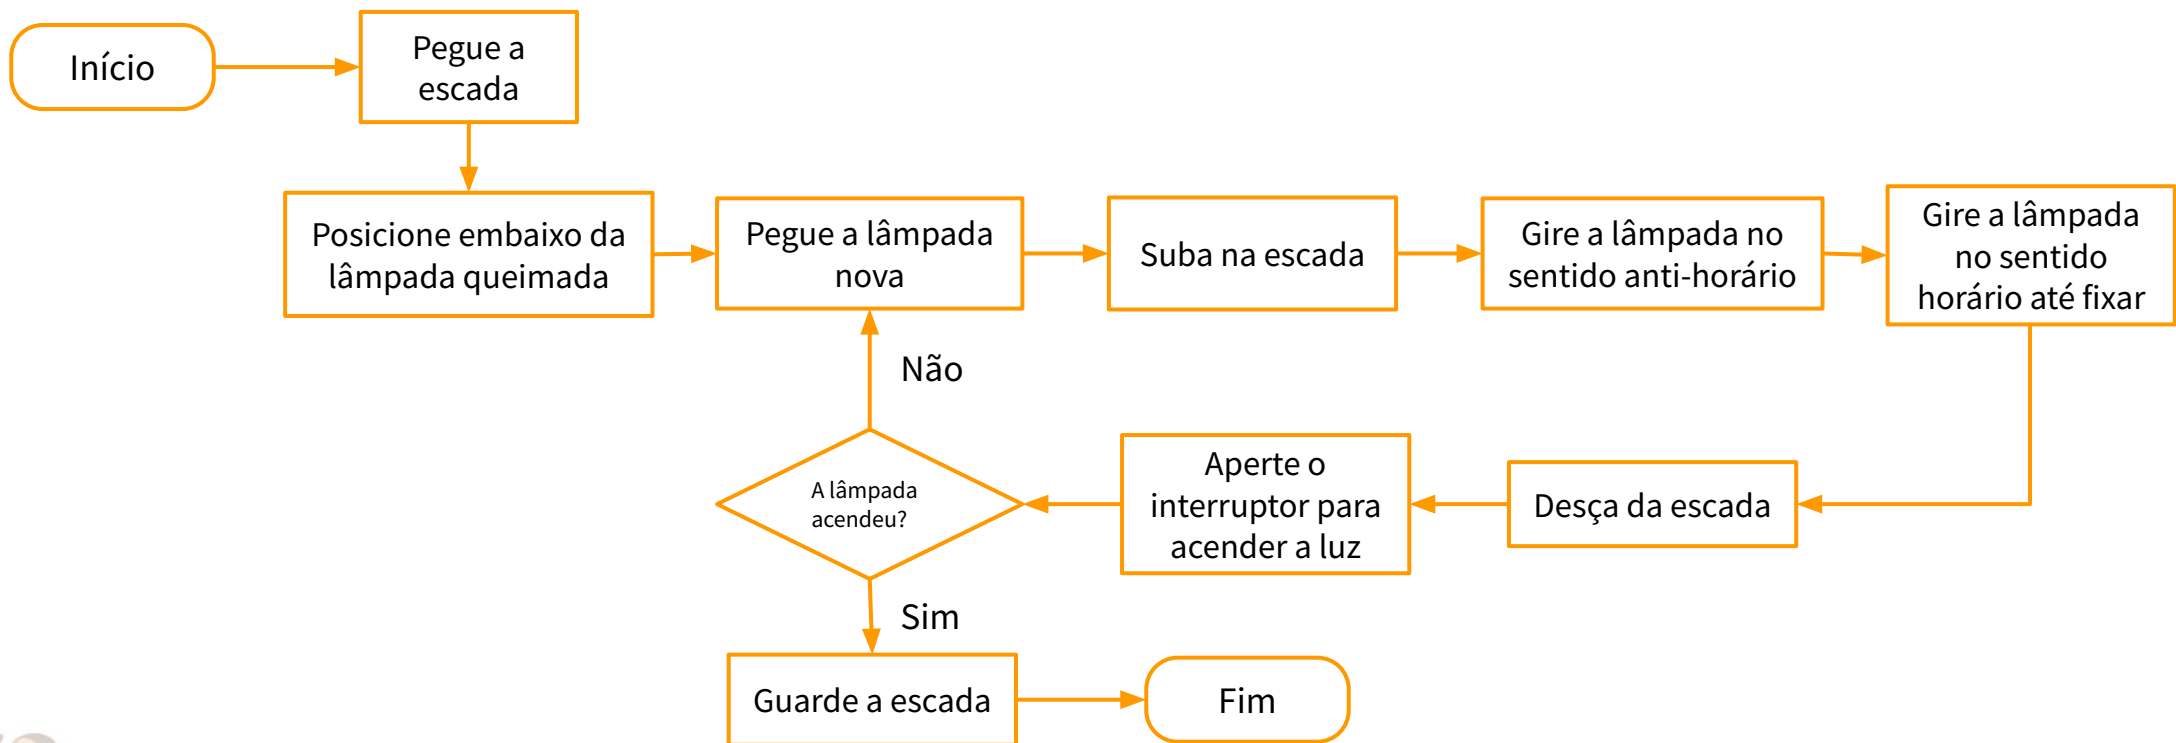 Início
Pegue a
escada
Posicione embaixo da
lâmpada queimada
Pegue a lâmpada
nova
Suba na escada
Gire a lâmpada no
sentido anti-horário
Gire a lâmpada
no sentido
horário até fixar
Desça da escada
Aperte o
interruptor para
acender a luz
A lâmpada
acendeu?
Não
Sim
Guarde a escada
Fim